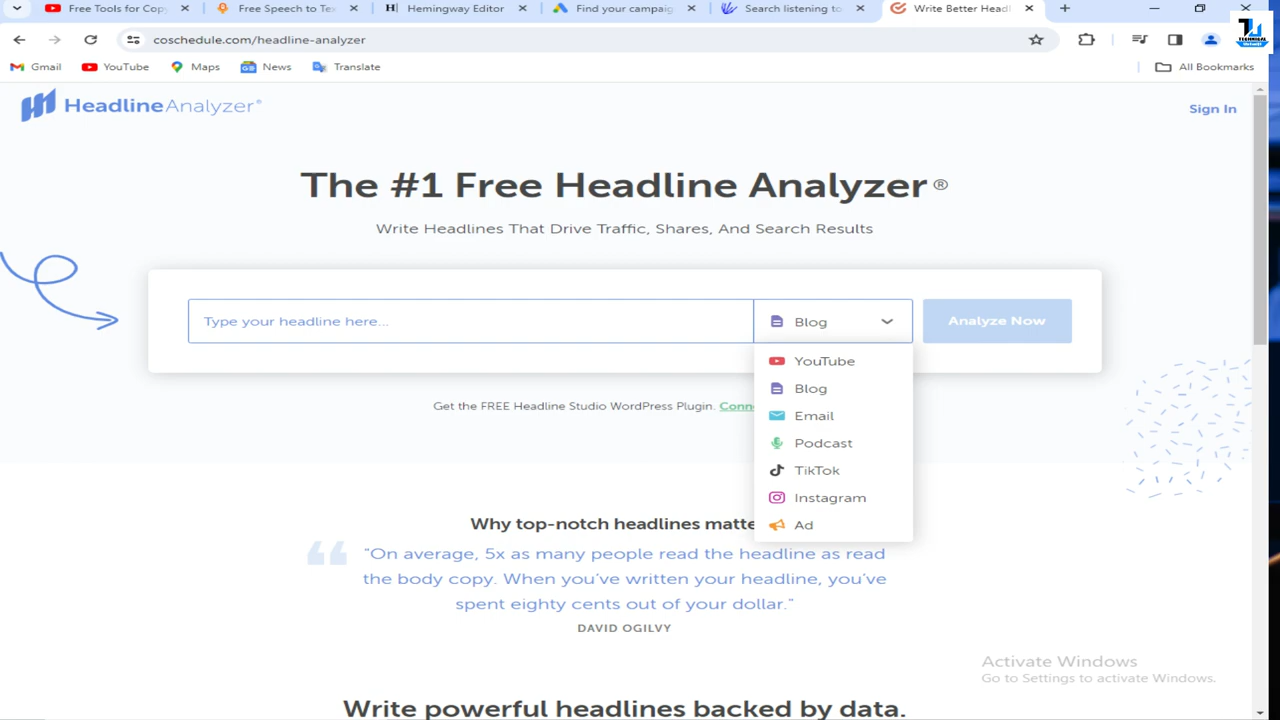 Free Tools for Cop
Free Speech to Te
Hemingway Editor
Find your campaig
Search listening to
Write Better Headl
coschedule.com/headline-analyzer
Gmail
YouTube
Maps
News
Translate
All Bookmarks
HeadlineAnalyzer®
Sign In
The #1 Free Headline Analyzer®
Write Headlines That Drive Traffic, Shares, And Search Results
Type your headline here...
Blog
Analyze Now
YouTube
Blog
Email
Podcast
TikTok
Instagram
Ad
Get the FREE Headline Studio WordPress Plugin. Conn
Why top-notch headlines matte
"On average, 5x as many people read the headline as read
the body copy. When you've written your headline, you've
spent eighty cents out of your dollar."
DAVID OGILVY
Activate Windows
Go to Settings to activate Windows.
Write powerful headlines backed by data.